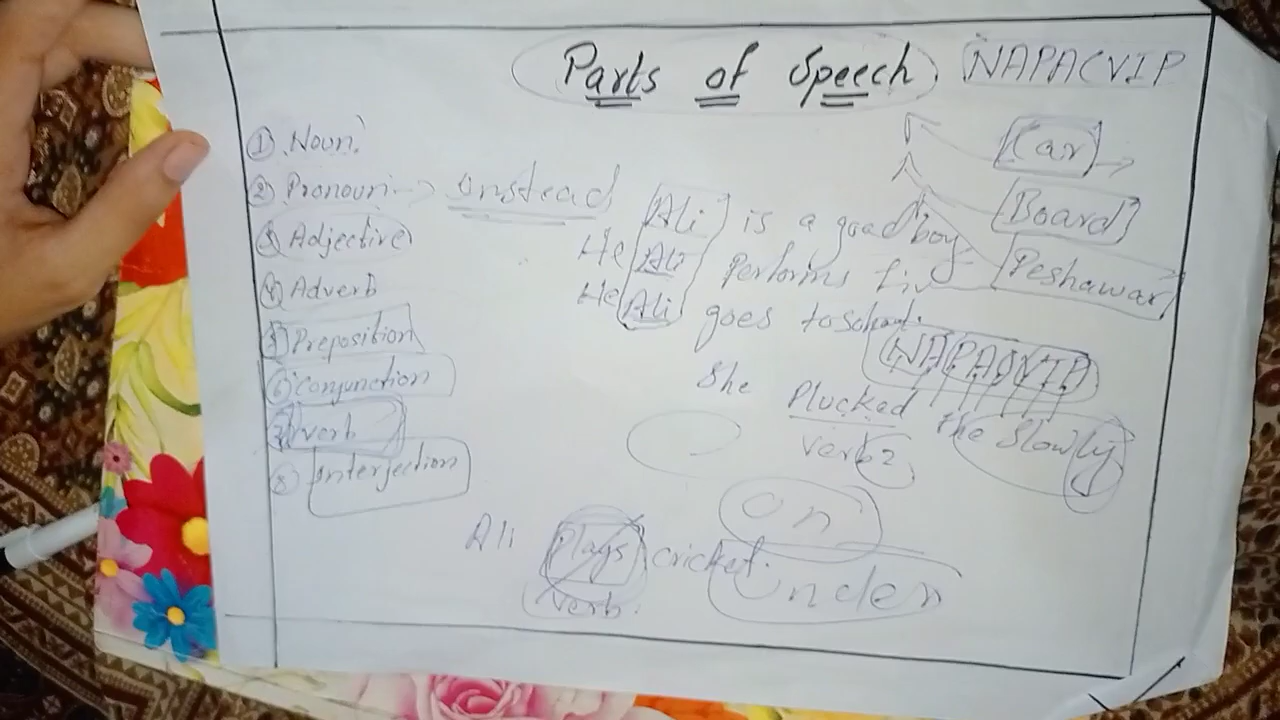 Parts of Speech NAPACVIP
① Noun
② Pronoun → instead
③ Adjective
④ Adverb
⑤ Preposition
⑥ Conjunction
⑦ verb
⑧ interjection
Car
Board
Peshawar
Ali is a good boy
He Ali Performs
He Ali goes to school.
NAPACVIP
She Plucked the Slowly
verb2
On
Under
Ali Plays cricket.
verb.